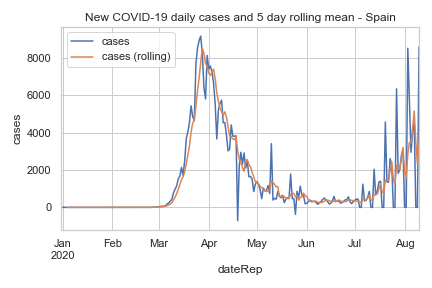 New COVID-19 daily cases and 5 day rolling mean - Spain
cases
cases (rolling)
8000
6000
4000
2000
0
cases
Jan Feb Mar Apr May Jun Jul Aug
2020
dateRep